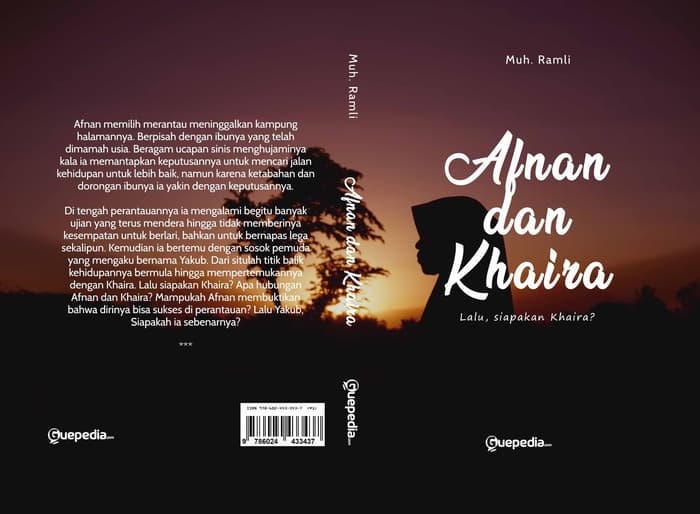 Afnan memilih merantau meninggalkan kampung
halamannya. Berpisah dengan ibunya yang telah
dimamah usia. Beragam ucapan sinis menghujaminya
kala ia memantapkan keputusannya untuk mencari jalan
kehidupan untuk lebih baik, namun karena ketabahan dan
dorongan ibunya ia yakin dengan keputusannya.
Di tengah perantauannya ia mengalami begitu banyak
ujian yang terus mendera hingga tidak memberinya
kesempatan untuk berlari, bahkan untuk bernapas lega
sekalipun. Kemudian ia bertemu dengan sosok pemuda
yang mengaku bernama Yakub. Dari situlah titik balik
kehidupannya bermula hingga mempertemukannya
dengan Khaira. Lalu siapakan Khaira? Apa hubungan
Afnan dan Khaira? Mampukah Afnan membuktikan
bahwa dirinya bisa sukses di perantauan? Lalu Yakub,
Siapakah ia sebenarnya?
***
Guepedia.com
9 786024 433437
Muh. Ramli
Afnan dan Khaira
Guepedia.com
Muh. Ramli
Afnan
dan
Khaira
Lalu, siapakan Khaira?
Guepedia.com